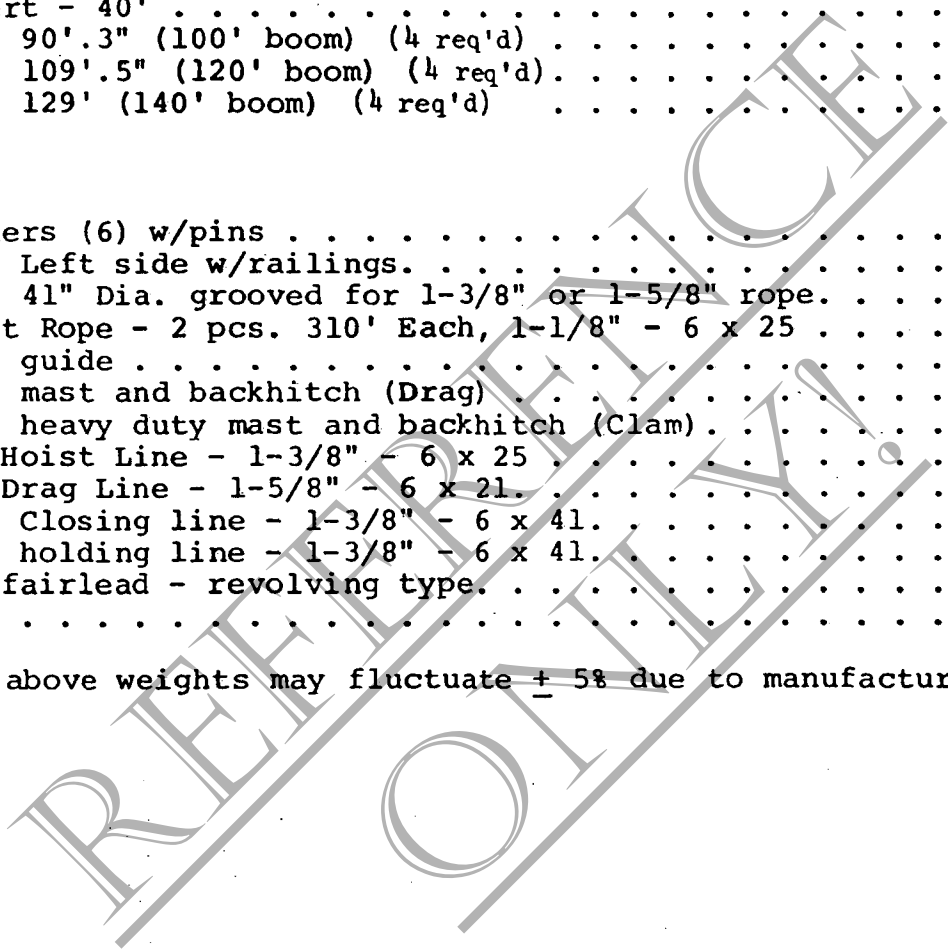 rt - 40' . . . . . . . . . . . . . . . . . . . . .
90'.3" (100' boom) (4 req'd) . . . . . . . . . . .
109'.5" (120' boom) (4 req'd). . . . . . . . . . .
129' (140' boom) (4 req'd) . . . . . . . . . . .
ers (6) w/pins . . . . . . . . . . . . . . . . . .
Left side w/railings. . . . . . . . . . . . . . .
41" Dia. grooved for 1-3/8" or 1-5/8" rope. . . .
t Rope - 2 pcs. 310' Each, 1-1/8" - 6 x 25 . . . .
guide . . . . . . . . . . . . . . . . . . . . . .
mast and backhitch (Drag) . . . . . . . . . . . .
heavy duty mast and backhitch (Clam). . . . . . .
Hoist Line - 1-3/8" - 6 x 25 . . . . . . . . . . .
Drag Line - 1-5/8" - 6 x 21. . . . . . . . . . . .
Closing line - 1-3/8" - 6 x 41. . . . . . . . . .
holding line - 1-3/8" - 6 x 41. . . . . . . . . .
fairlead - revolving type. . . . . . . . . . . . .
. . . . . . . . . . . . . . . . . . . . . . . . .
above weights may fluctuate ± 5% due to manufactur
REFERENCE
ONLY!